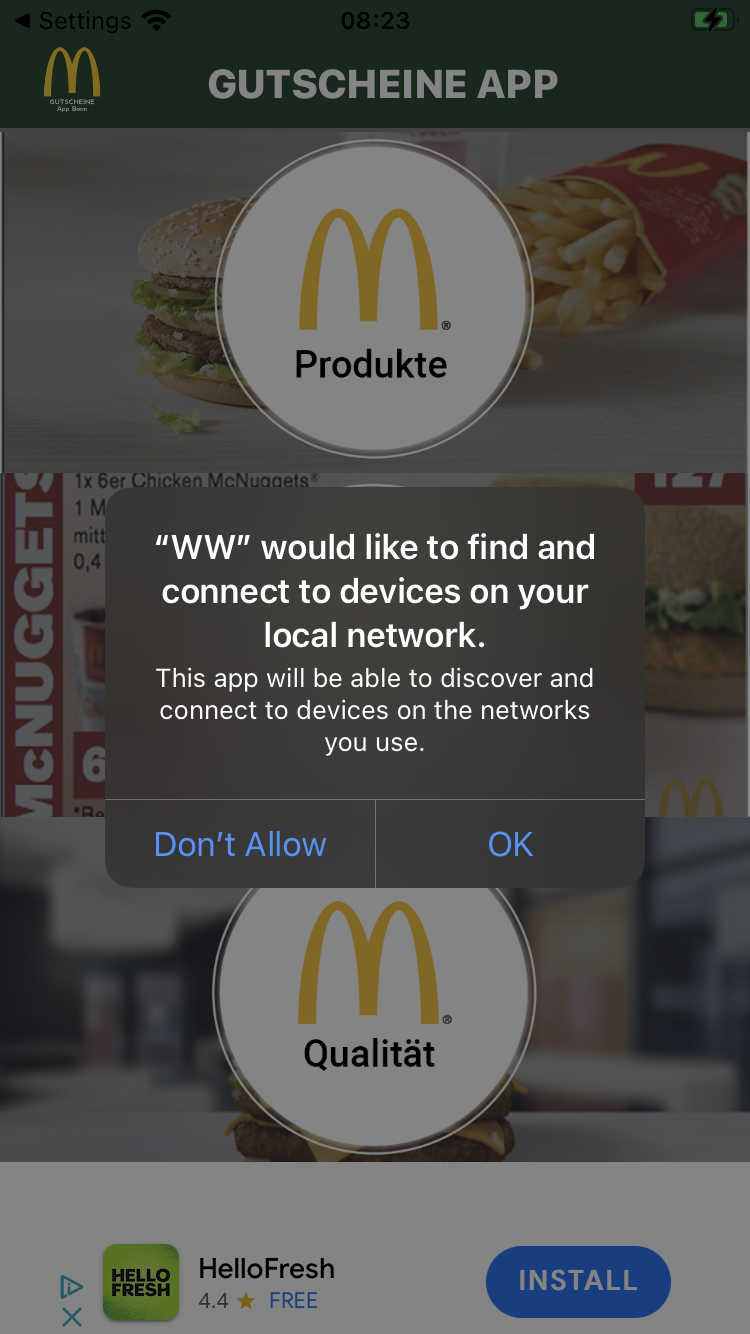 Settings
08:23
GUTSCHEINE
App Bonn
GUTSCHEINE APP
®
Produkte
1x 6er Chicken McNuggets®
1 M
mitt
0,4
McNUGGETS
6
*Be
“WW” would like to find and
connect to devices on your
local network.
This app will be able to discover and
connect to devices on the networks
you use.
Don’t Allow
OK
®
Qualität
HELLO
FRESH
HelloFresh
4.4 ★ FREE
INSTALL